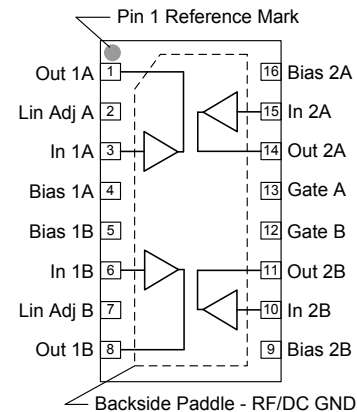 Pin 1 Reference Mark
Out 1A 1 16 Bias 2A
Lin Adj A 2 15 In 2A
In 1A 3 14 Out 2A
Bias 1A 4 13 Gate A
Bias 1B 5 12 Gate B
In 1B 6 11 Out 2B
Lin Adj B 7 10 In 2B
Out 1B 8 9 Bias 2B
Backside Paddle - RF/DC GND